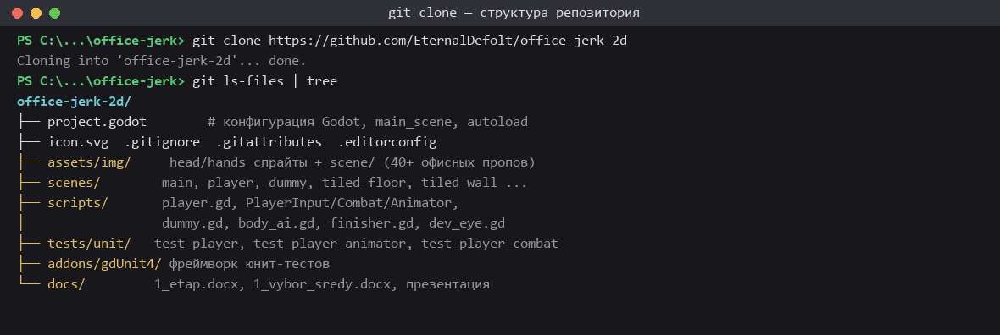 git clone — структура репозитория
PS C:\...\office-jerk> git clone https://github.com/EternalDefolt/office-jerk-2d
Cloning into 'office-jerk-2d'... done.
PS C:\...\office-jerk> git ls-files | tree
office-jerk-2d/
├── project.godot        # конфигурация Godot, main_scene, autoload
├── icon.svg  .gitignore  .gitattributes  .editorconfig
├── assets/img/     head/hands спрайты + scene/ (40+ офисных пропов)
├── scenes/        main, player, dummy, tiled_floor, tiled_wall ...
├── scripts/       player.gd, PlayerInput/Combat/Animator,
│                  dummy.gd, body_ai.gd, finisher.gd, dev_eye.gd
├── tests/unit/   test_player, test_player_animator, test_player_combat
├── addons/gdUnit4/ фреймворк юнит-тестов
└── docs/         1_etap.docx, 1_vybor_sredy.docx, презентация